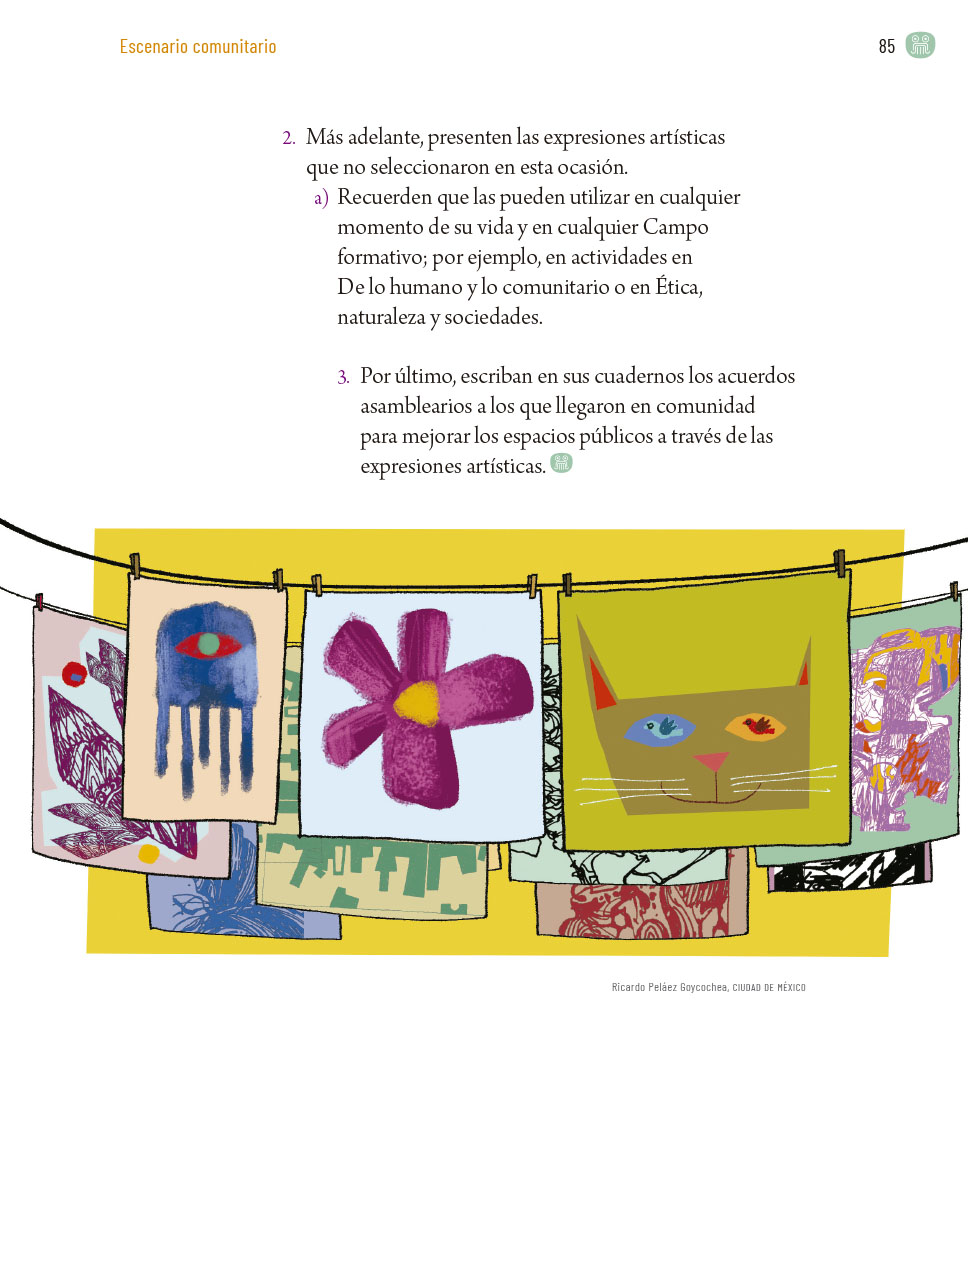 Escenario comunitario
85
2. Más adelante, presenten las expresiones artísticas
que no seleccionaron en esta ocasión.
a) Recuerden que las pueden utilizar en cualquier
momento de su vida y en cualquier Campo
formativo; por ejemplo, en actividades en
De lo humano y lo comunitario o en Ética,
naturaleza y sociedades.
3. Por último, escriban en sus cuadernos los acuerdos
asamblearios a los que llegaron en comunidad
para mejorar los espacios públicos a través de las
expresiones artísticas.
Ricardo Peláez Goycochea, CIUDAD DE MÉXICO